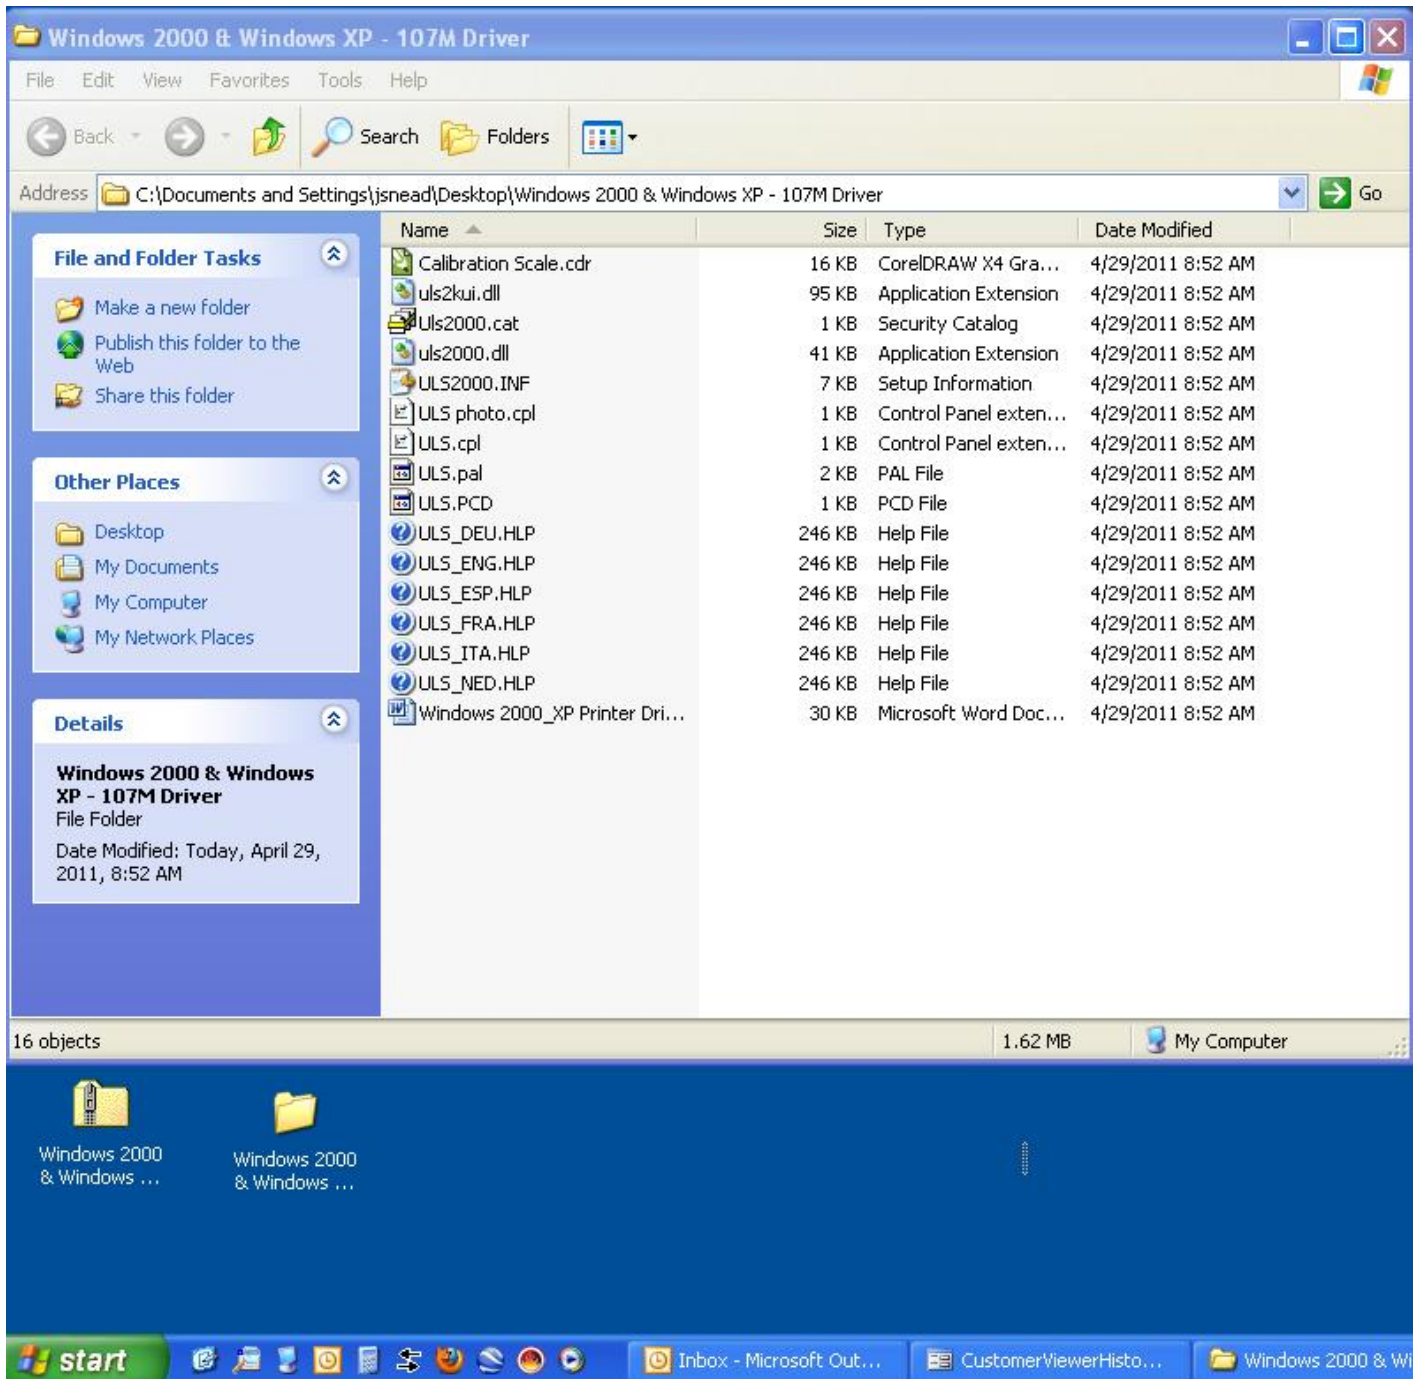 Windows 2000 & Windows XP - 107M Driver
File Edit View Favorites Tools Help
Back Search Folders
Address C:\Documents and Settings\jsnead\Desktop\Windows 2000 & Windows XP - 107M Driver Go
File and Folder Tasks
Make a new folder
Publish this folder to the
Web
Share this folder
Other Places
Desktop
My Documents
My Computer
My Network Places
Details
Windows 2000 & Windows
XP - 107M Driver
File Folder
Date Modified: Today, April 29,
2011, 8:52 AM
Name Size Type Date Modified
Calibration Scale.cdr 16 KB CorelDRAW X4 Gra... 4/29/2011 8:52 AM
uls2kui.dll 95 KB Application Extension 4/29/2011 8:52 AM
Uls2000.cat 1 KB Security Catalog 4/29/2011 8:52 AM
uls2000.dll 41 KB Application Extension 4/29/2011 8:52 AM
ULS2000.INF 7 KB Setup Information 4/29/2011 8:52 AM
ULS photo.cpl 1 KB Control Panel exten... 4/29/2011 8:52 AM
ULS.cpl 1 KB Control Panel exten... 4/29/2011 8:52 AM
ULS.pal 2 KB PAL File 4/29/2011 8:52 AM
ULS.PCD 1 KB PCD File 4/29/2011 8:52 AM
ULS_DEU.HLP 246 KB Help File 4/29/2011 8:52 AM
ULS_ENG.HLP 246 KB Help File 4/29/2011 8:52 AM
ULS_ESP.HLP 246 KB Help File 4/29/2011 8:52 AM
ULS_FRA.HLP 246 KB Help File 4/29/2011 8:52 AM
ULS_ITA.HLP 246 KB Help File 4/29/2011 8:52 AM
ULS_NED.HLP 246 KB Help File 4/29/2011 8:52 AM
Windows 2000_XP Printer Dri... 30 KB Microsoft Word Doc... 4/29/2011 8:52 AM
16 objects 1.62 MB My Computer
Windows 2000
& Windows ...
Windows 2000
& Windows ...
start Inbox - Microsoft Out... CustomerViewerHisto... Windows 2000 & Wi